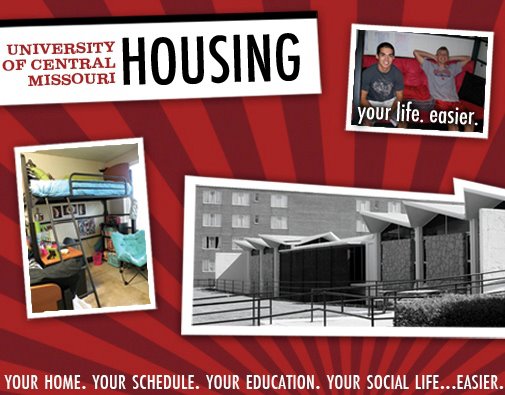 UNIVERSITY
OF CENTRAL
MISSOURI
HOUSING
your life. easier.
YOUR HOME. YOUR SCHEDULE. YOUR EDUCATION. YOUR SOCIAL LIFE...EASIER.